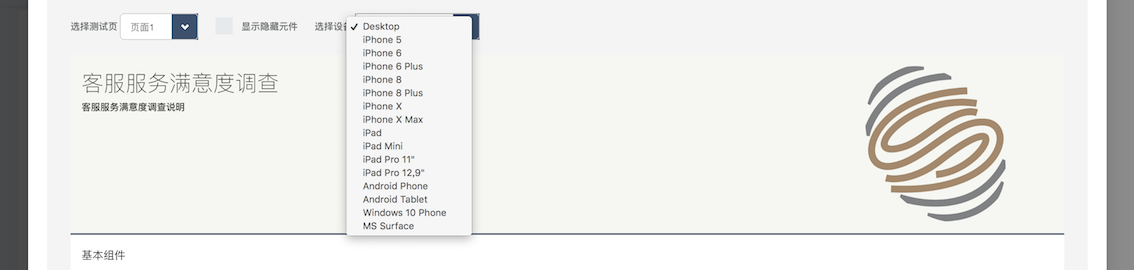 选择测试页 页面1 显示隐藏元件 选择设备
Desktop
iPhone 5
iPhone 6
iPhone 6 Plus
iPhone 8
iPhone 8 Plus
iPhone X
iPhone X Max
iPad
iPad Mini
iPad Pro 11"
iPad Pro 12,9"
Android Phone
Android Tablet
Windows 10 Phone
MS Surface
客服服务满意度调查
客服服务满意度调查说明
基本组件